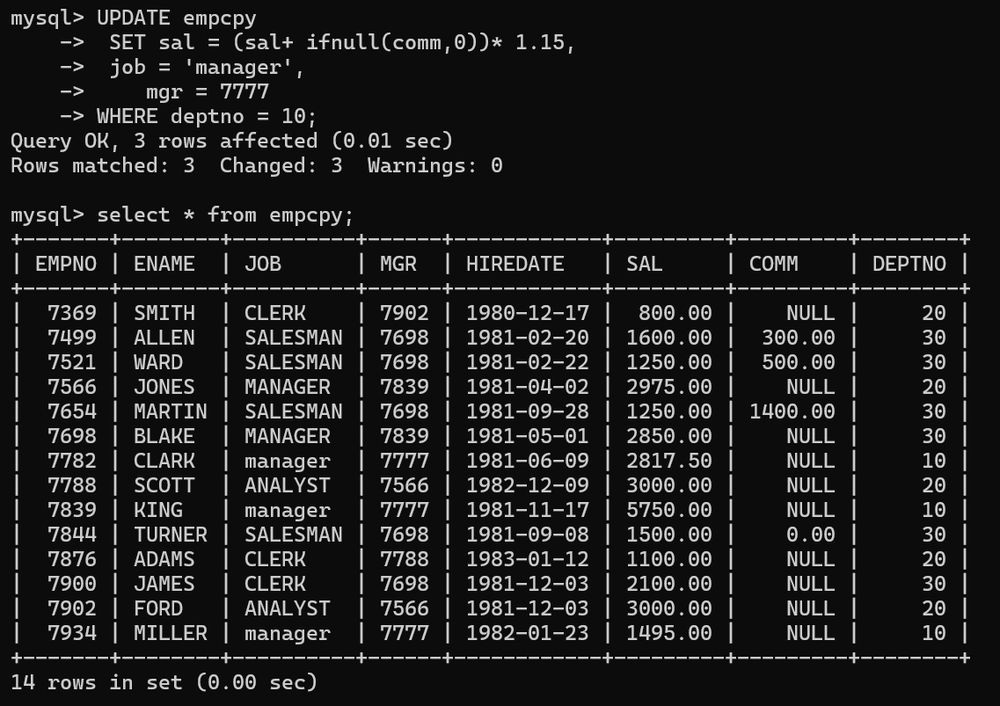 mysql> UPDATE empcpy
    ->  SET sal = (sal+ ifnull(comm,0))* 1.15,
    ->  job = 'manager',
    ->     mgr = 7777
    -> WHERE deptno = 10;
Query OK, 3 rows affected (0.01 sec)
Rows matched: 3  Changed: 3  Warnings: 0

mysql> select * from empcpy;
+-------+--------+-----------+------+------------+---------+---------+--------+
| EMPNO | ENAME  | JOB       | MGR  | HIREDATE   | SAL     | COMM    | DEPTNO |
+-------+--------+-----------+------+------------+---------+---------+--------+
|  7369 | SMITH  | CLERK     | 7902 | 1980-12-17 |  800.00 |    NULL |     20 |
|  7499 | ALLEN  | SALESMAN  | 7698 | 1981-02-20 | 1600.00 |  300.00 |     30 |
|  7521 | WARD   | SALESMAN  | 7698 | 1981-02-22 | 1250.00 |  500.00 |     30 |
|  7566 | JONES  | MANAGER   | 7839 | 1981-04-02 | 2975.00 |    NULL |     20 |
|  7654 | MARTIN | SALESMAN  | 7698 | 1981-09-28 | 1250.00 | 1400.00 |     30 |
|  7698 | BLAKE  | MANAGER   | 7839 | 1981-05-01 | 2850.00 |    NULL |     30 |
|  7782 | CLARK  | manager   | 7777 | 1981-06-09 | 2817.50 |    NULL |     10 |
|  7788 | SCOTT  | ANALYST   | 7566 | 1982-12-09 | 3000.00 |    NULL |     20 |
|  7839 | KING   | manager   | 7777 | 1981-11-17 | 5750.00 |    NULL |     10 |
|  7844 | TURNER | SALESMAN  | 7698 | 1981-09-08 | 1500.00 |    0.00 |     30 |
|  7876 | ADAMS  | CLERK     | 7788 | 1983-01-12 | 1100.00 |    NULL |     20 |
|  7900 | JAMES  | CLERK     | 7698 | 1981-12-03 | 2100.00 |    NULL |     30 |
|  7902 | FORD   | ANALYST   | 7566 | 1981-12-03 | 3000.00 |    NULL |     20 |
|  7934 | MILLER | manager   | 7777 | 1982-01-23 | 1495.00 |    NULL |     10 |
+-------+--------+-----------+------+------------+---------+---------+--------+
14 rows in set (0.00 sec)